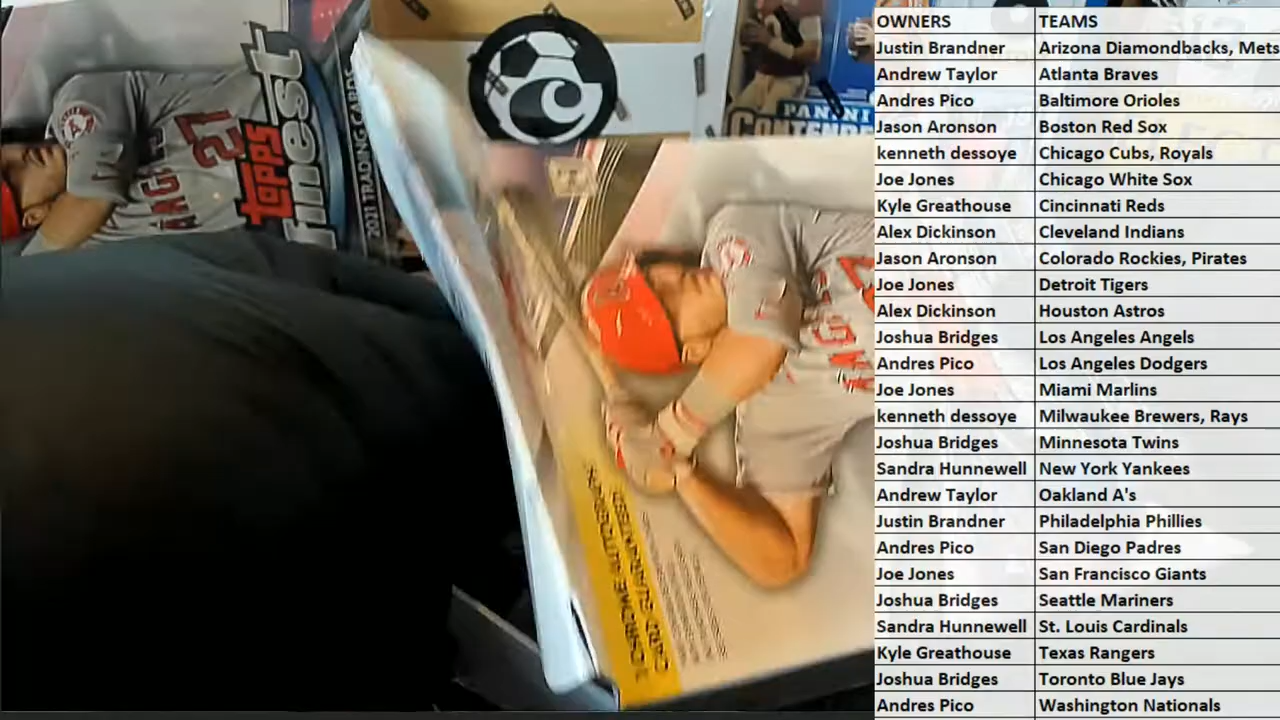 OWNERS TEAMS
Justin Brandner Arizona Diamondbacks, Mets
Andrew Taylor Atlanta Braves
Andres Pico Baltimore Orioles
Jason Aronson Boston Red Sox
kenneth dessoye Chicago Cubs, Royals
Joe Jones Chicago White Sox
Kyle Greathouse Cincinnati Reds
Alex Dickinson Cleveland Indians
Jason Aronson Colorado Rockies, Pirates
Joe Jones Detroit Tigers
Alex Dickinson Houston Astros
Joshua Bridges Los Angeles Angels
Andres Pico Los Angeles Dodgers
Joe Jones Miami Marlins
kenneth dessoye Milwaukee Brewers, Rays
Joshua Bridges Minnesota Twins
Sandra Hunnewell New York Yankees
Andrew Taylor Oakland A's
Justin Brandner Philadelphia Phillies
Andres Pico San Diego Padres
Joe Jones San Francisco Giants
Joshua Bridges Seattle Mariners
Sandra Hunnewell St. Louis Cardinals
Kyle Greathouse Texas Rangers
Joshua Bridges Toronto Blue Jays
Andres Pico Washington Nationals
TOPPS
finest
2021 TRADING CARDS
27
PANINI